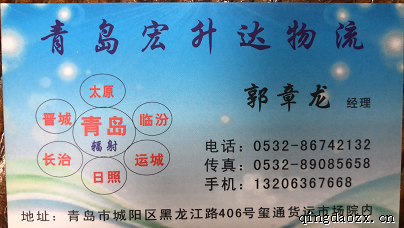 青岛宏升达物流
太原
晋城
临汾
青岛
辐射
长治
运城
日照
郭章龙 经理
电话：0532-86742132
传真：0532-89085658
手机：13206367668
地址：青岛市城阳区黑龙江路406号玺通货运市场院内
qingdaozx.cn